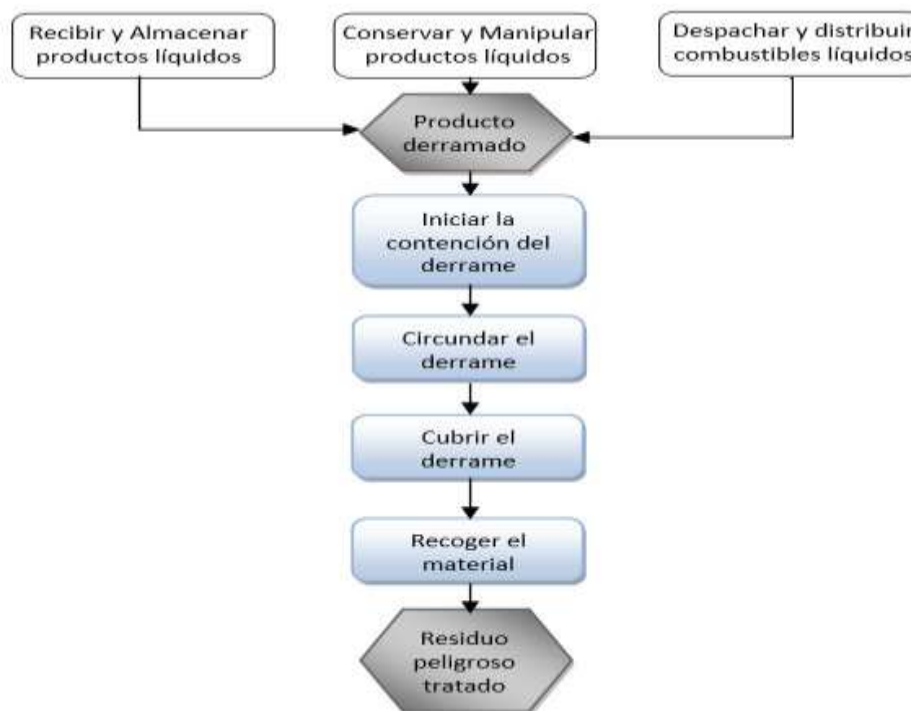 Recibir y Almacenar
productos líquidos
Conservar y Manipular
productos líquidos
Despachar y distribuir
combustibles líquidos
Producto
derramado
Iniciar la
contención del
derrame
Circundar el
derrame
Cubrir el
derrame
Recoger el
material
Residuo
peligroso
tratado